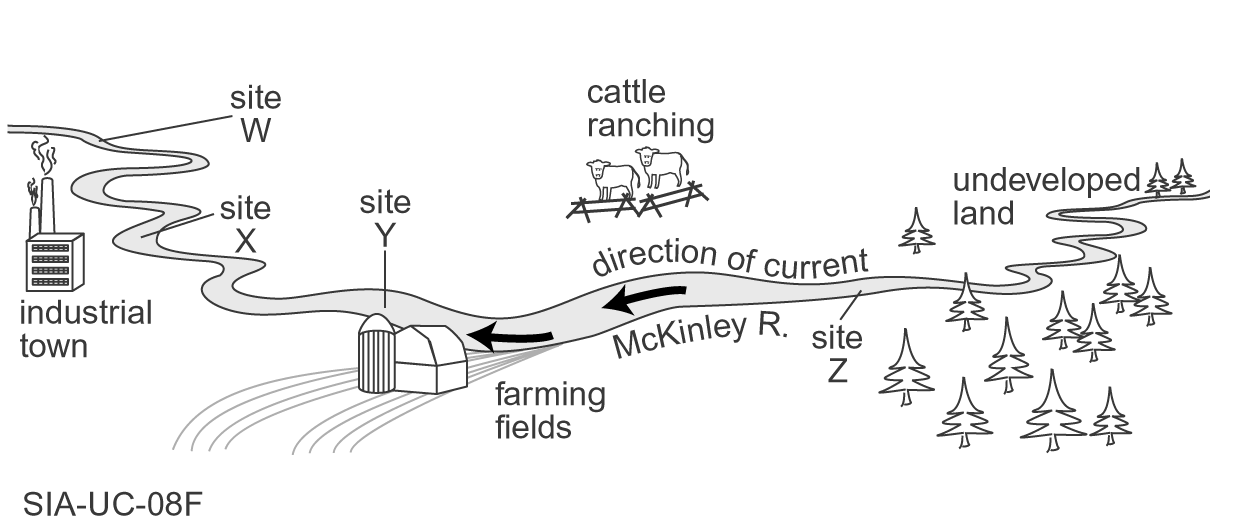 site
W
cattle
ranching
undeveloped
land
site
X
site
Y
direction of current
industrial
town
McKinley R.
site
Z
farming
fields
SIA-UC-08F